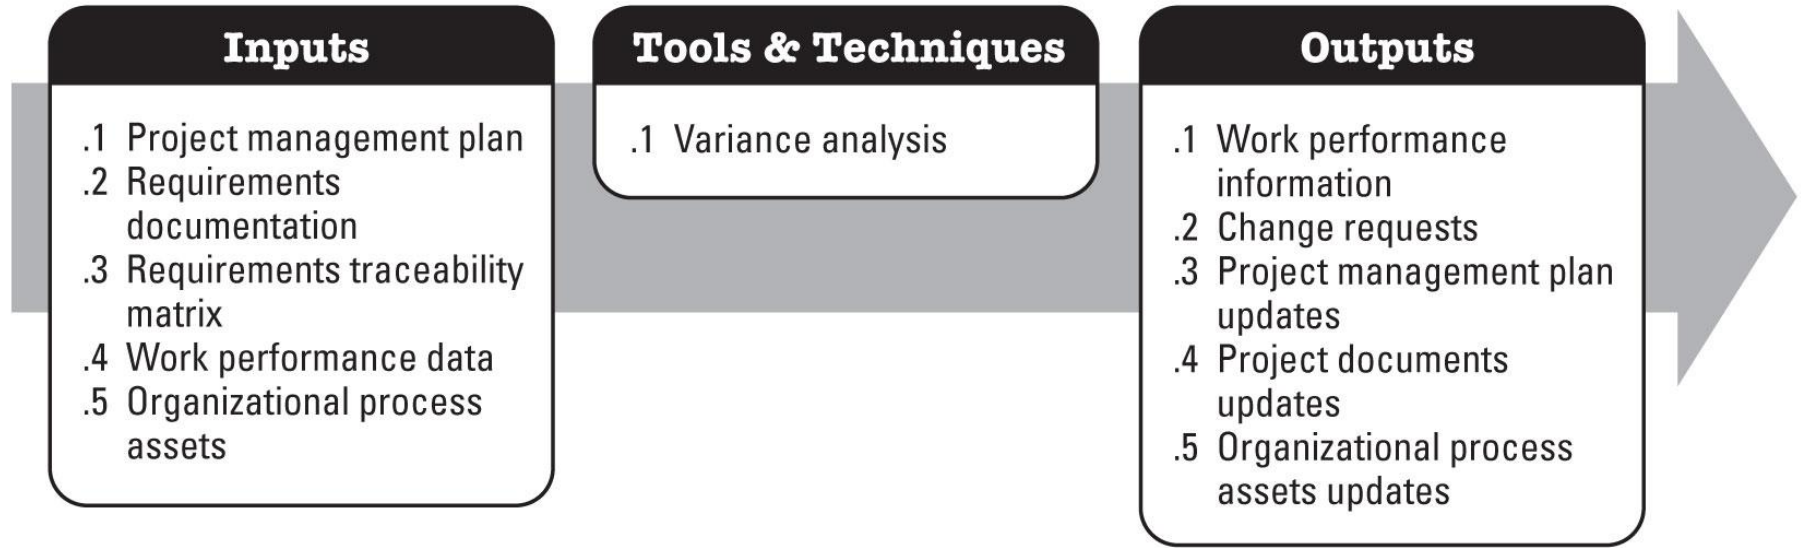 Inputs
.1 Project management plan
.2 Requirements
documentation
.3 Requirements traceability
matrix
.4 Work performance data
.5 Organizational process
assets
Tools & Techniques
.1 Variance analysis
Outputs
.1 Work performance
information
.2 Change requests
.3 Project management plan
updates
.4 Project documents
updates
.5 Organizational process
assets updates